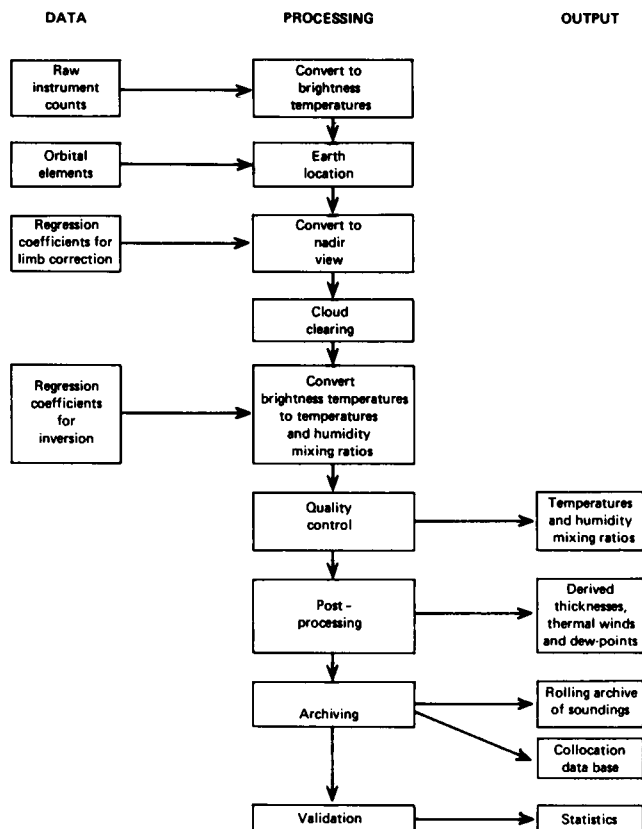 DATA
PROCESSING
OUTPUT
Raw
instrument
counts
Convert to
brightness
temperatures
Orbital
elements
Earth
location
Regression
coefficients for
limb correction
Convert to
nadir
view
Cloud
clearing
Regression
coefficients
for
inversion
Convert
brightness temperatures
to temperatures
and humidity
mixing ratios
Quality
control
Temperatures
and humidity
mixing ratios
Post –
processing
Derived
thicknesses,
thermal winds
and dew-points
Archiving
Rolling archive
of soundings
Collocation
data base
Validation
Statistics